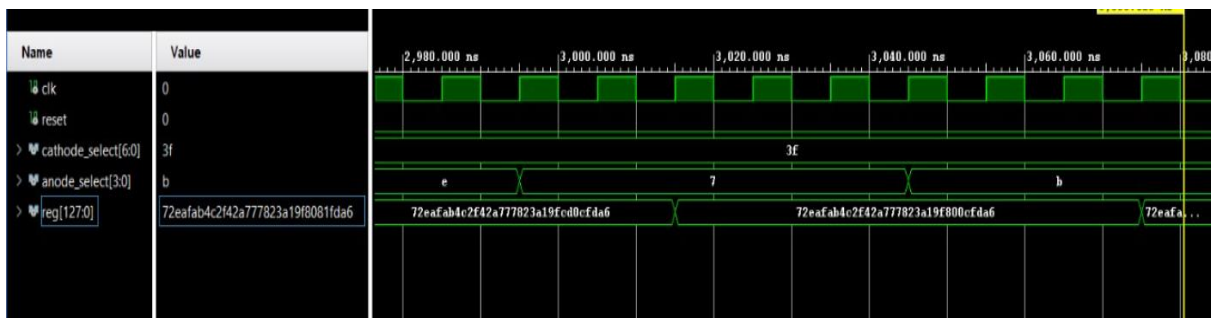 Name Value
2,980.000 ns 3,000.000 ns 3,020.000 ns 3,040.000 ns 3,060.000 ns 3,080
clk 0
reset 0
cathode_select[6:0] 3f 3f
anode_select[3:0] b e 7 b
reg[127:0] 72eafab4c2f42a777823a19f8081fda6 72eafab4c2f42a777823a19fcd0cfda6 72eafab4c2f42a777823a19f800cfda6 72eafa...